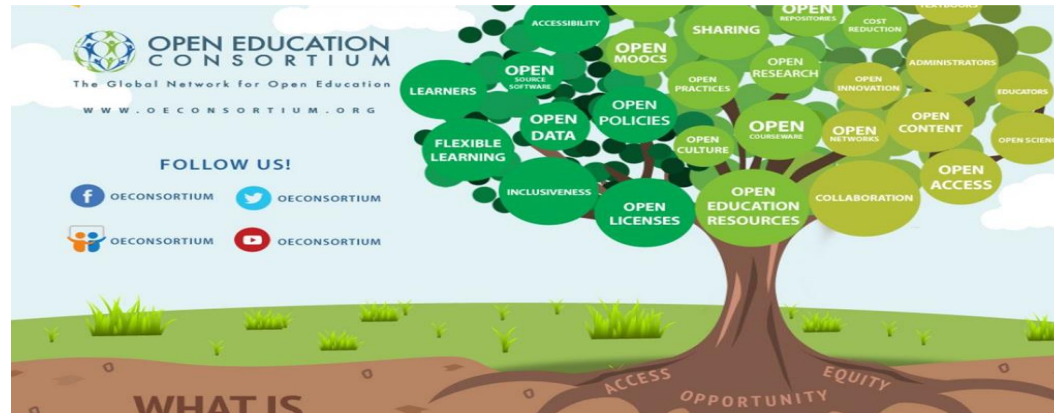 OPEN EDUCATION
CONSORTIUM
The Global Network for Open Education
WWW.OECONSORTIUM.ORG
FOLLOW US!
OECONSORTIUM
OECONSORTIUM
OECONSORTIUM
OECONSORTIUM
ACCESSIBILITY
SHARING
OPEN
REPOSITORIES
COST
REDUCTION
TEXTBOOKS
LEARNERS
OPEN
SOURCE
SOFTWARE
OPEN
MOOCS
OPEN
PRACTICES
OPEN
RESEARCH
OPEN
INNOVATION
ADMINISTRATORS
EDUCATORS
FLEXIBLE
LEARNING
OPEN
DATA
OPEN
POLICIES
OPEN
CULTURE
OPEN
COURSEWARE
OPEN
NETWORKS
OPEN
CONTENT
OPEN SCIENC
INCLUSIVENESS
OPEN
LICENSES
OPEN
EDUCATION
RESOURCES
COLLABORATION
OPEN
ACCESS
ACCESS
OPPORTUNITY
EQUITY
WHAT IS